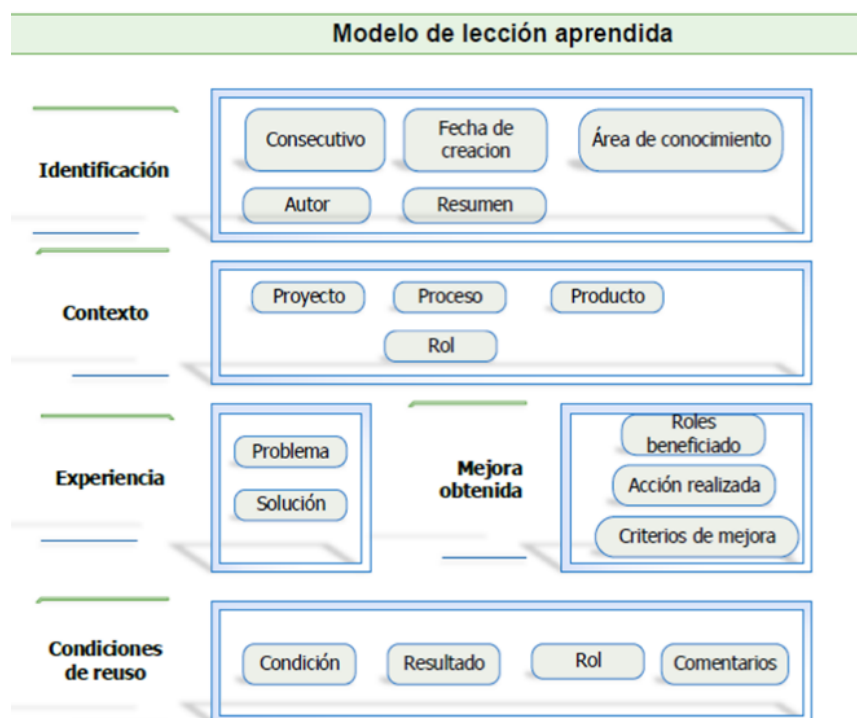 Modelo de lección aprendida
Identificación
Consecutivo
Fecha de
creacion
Área de conocimiento
Autor
Resumen
Contexto
Proyecto
Proceso
Producto
Rol
Experiencia
Problema
Solución
Mejora
obtenida
Roles
beneficiado
Acción realizada
Criterios de mejora
Condiciones
de reuso
Condición
Resultado
Rol
Comentarios